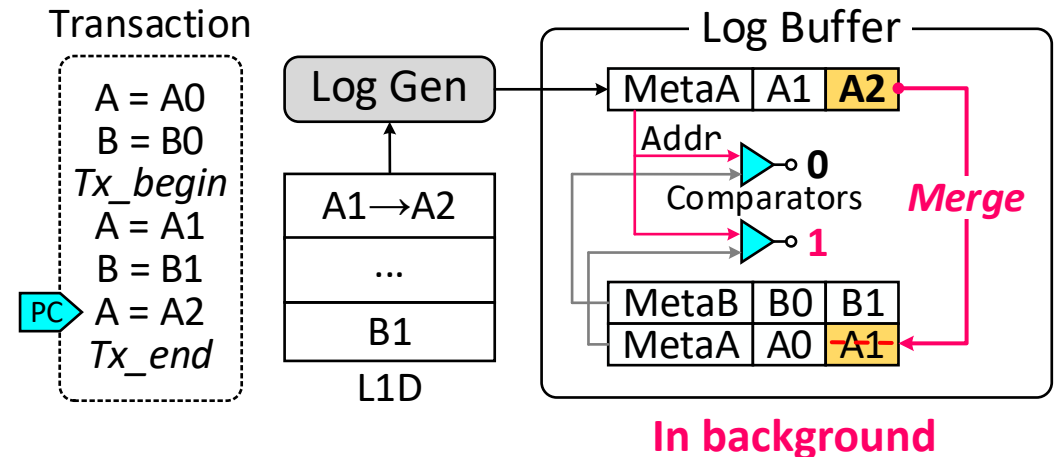 Transaction
A = A0
B = B0
Tx_begin
A = A1
B = B1
PC
A = A2
Tx_end
Log Gen
A1→A2
...
B1
L1D
Log Buffer
MetaA A1 A2
Addr
0
Comparators
1
Merge
MetaB B0 B1
MetaA A0 A1
In background